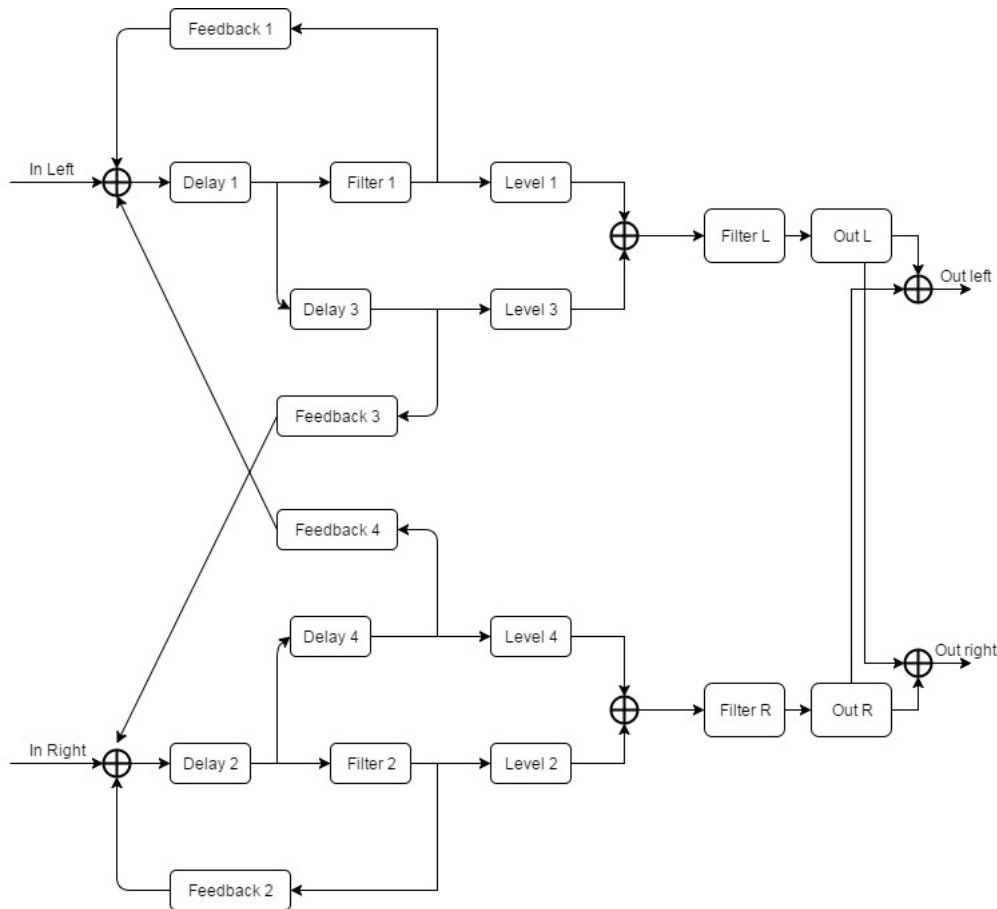 Feedback 1
In Left
Delay 1
Filter 1
Level 1
Filter L
Out L
Out left
Delay 3
Level 3
Feedback 3
Feedback 4
Delay 4
Level 4
Out right
Filter R
Out R
In Right
Delay 2
Filter 2
Level 2
Feedback 2